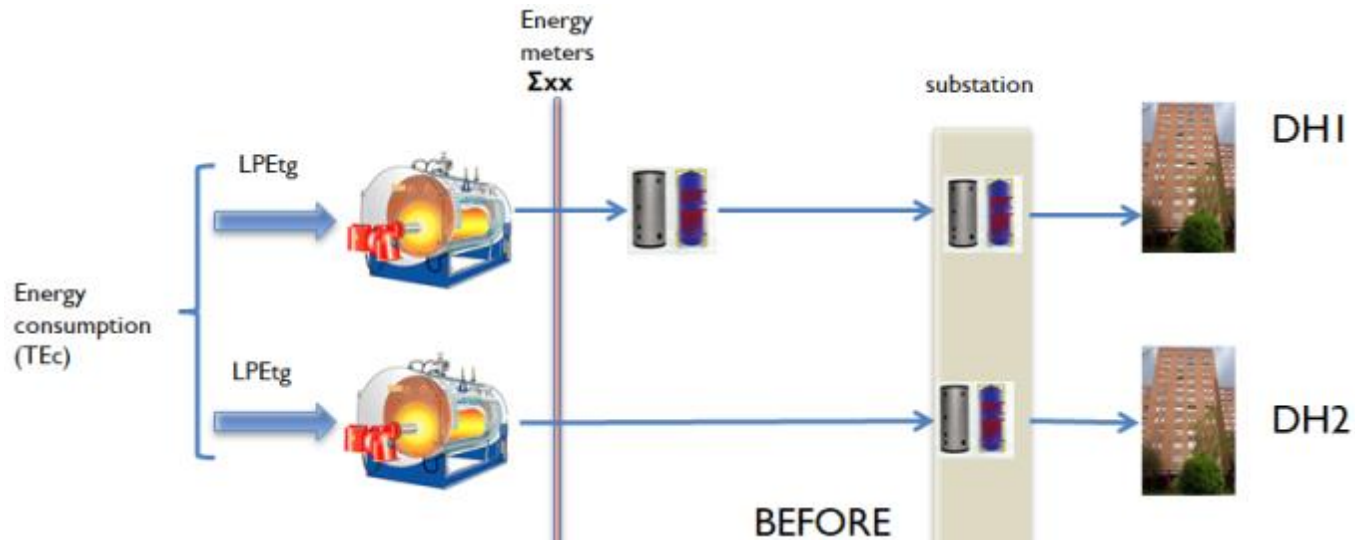 Energy
meters
Σxx
substation
DH1
LPEtg
Energy
consumption
(TEc)
LPEtg
DH2
BEFORE